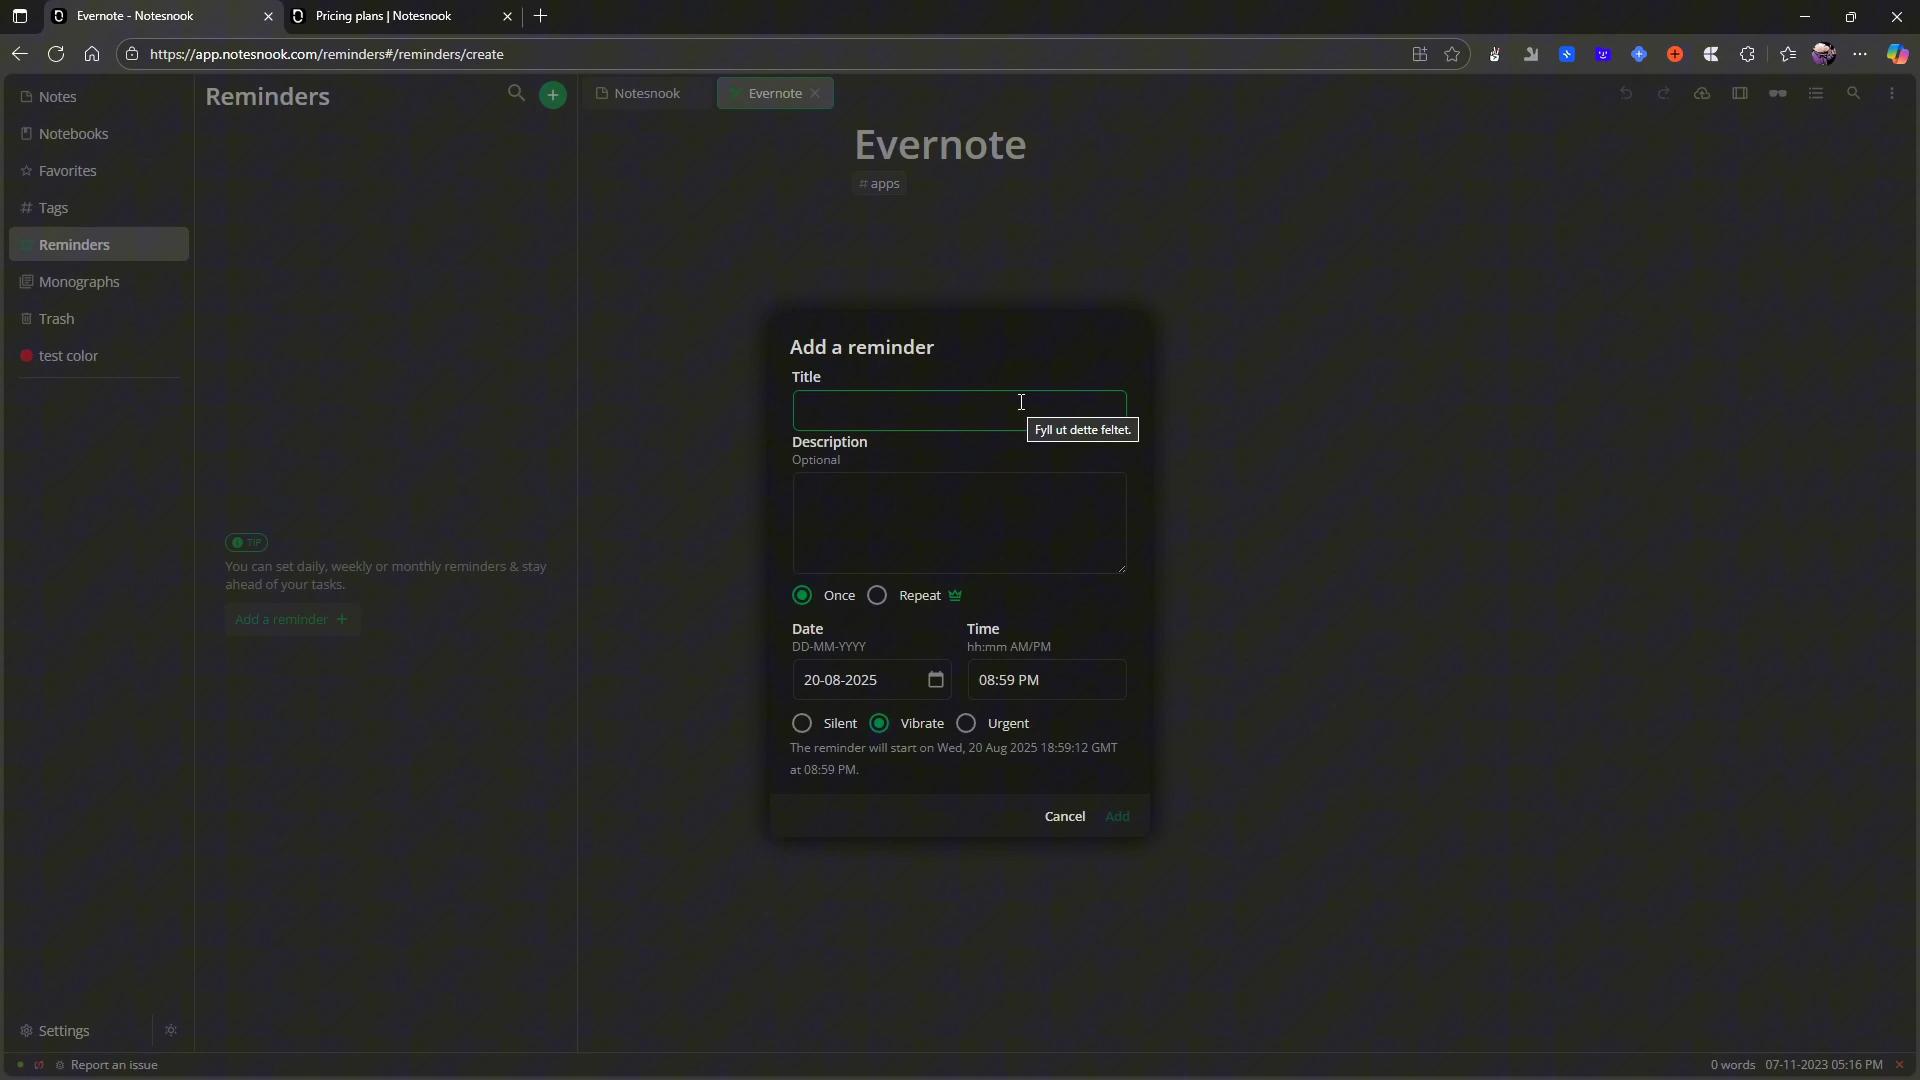 Evernote - Notesnook
Pricing plans | Notesnook
https://app.notesnook.com/reminders#/reminders/create
Notes
Notebooks
Favorites
Tags
Reminders
Monographs
Trash
test color
Settings
Reminders
TIP
You can set daily, weekly or monthly reminders & stay
ahead of your tasks.
Add a reminder +
Notesnook
Evernote
Evernote
# apps
Add a reminder
Title
Fyll ut dette feltet.
Description
Optional
Once Repeat
Date Time
DD-MM-YYYY hh:mm AM/PM
20-08-2025 08:59 PM
Silent Vibrate Urgent
The reminder will start on Wed, 20 Aug 2025 18:59:12 GMT
at 08:59 PM.
Cancel Add
Report an issue
0 words 07-11-2023 05:16 PM